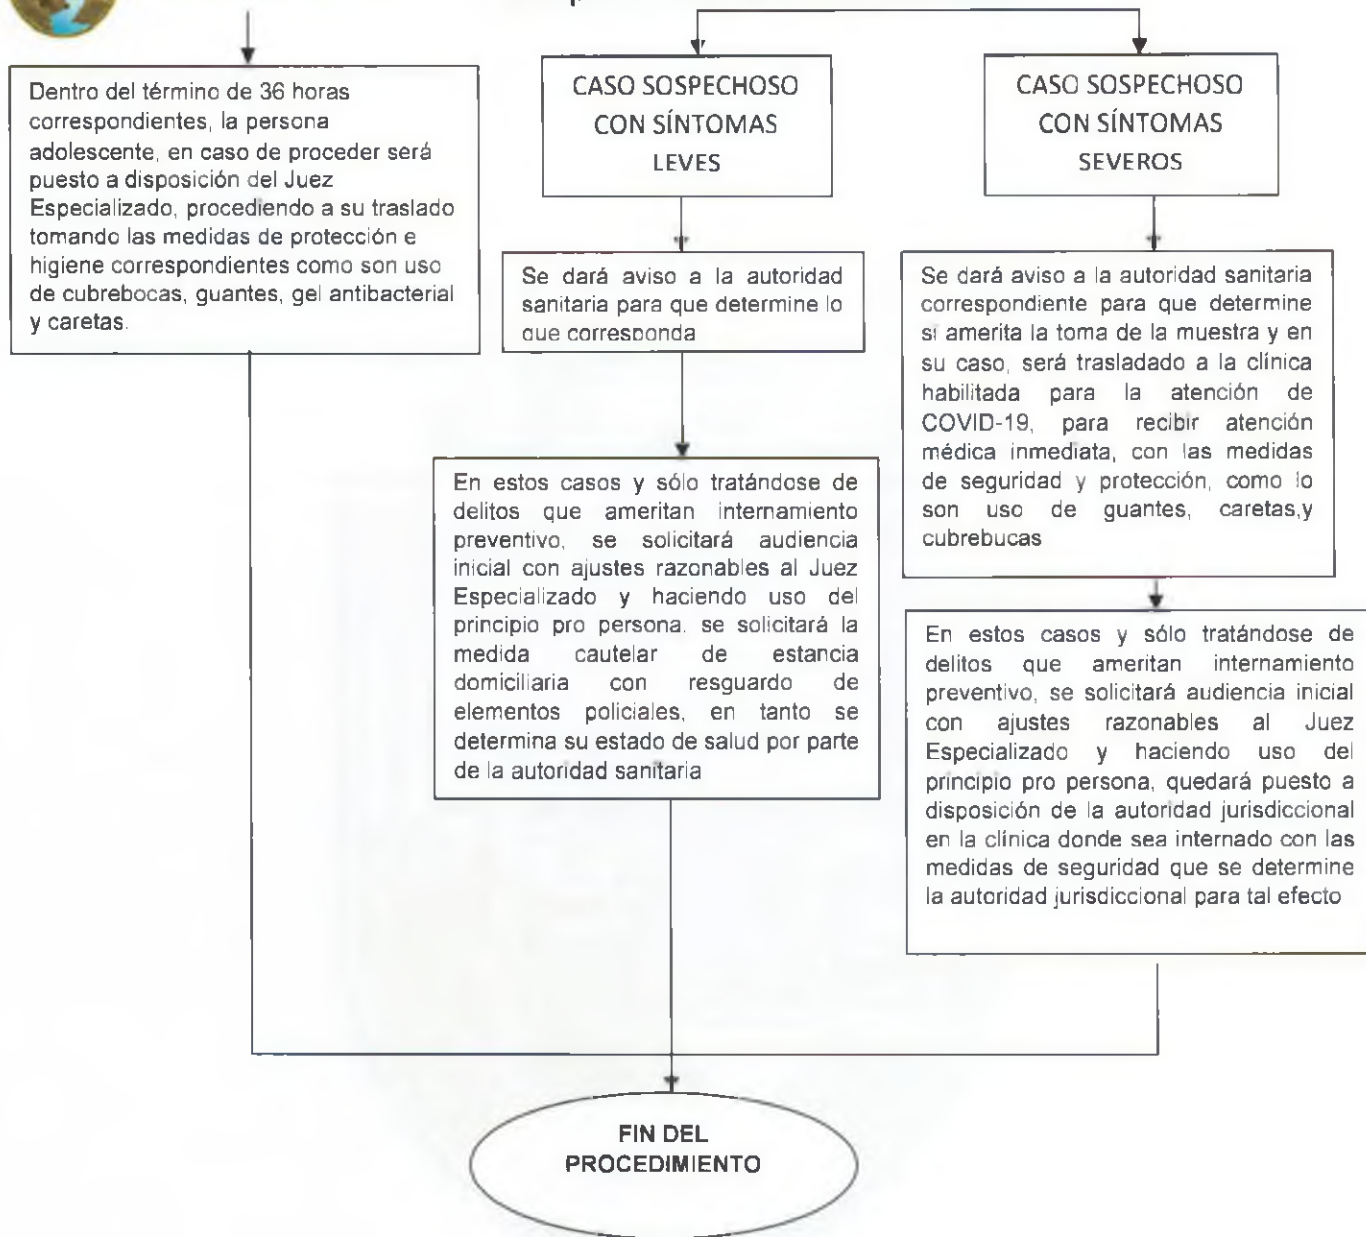 Dentro del término de 36 horas
correspondientes, la persona
adolescente, en caso de proceder será
puesto a disposición del Juez
Especializado, procediendo a su traslado
tomando las medidas de protección e
higiene correspondientes como son uso
de cubrebocas, guantes, gel antibacterial
y caretas.
CASO SOSPECHOSO
CON SÍNTOMAS
LEVES
Se dará aviso a la autoridad
sanitaria para que determine lo
que corresponda
En estos casos y sólo tratándose de
delitos que ameritan internamiento
preventivo, se solicitará audiencia
inicial con ajustes razonables al Juez
Especializado y haciendo uso del
principio pro persona. se solicitará la
medida cautelar de estancia
domiciliaria con resguardo de
elementos policiales, en tanto se
determina su estado de salud por parte
de la autoridad sanitaria
CASO SOSPECHOSO
CON SÍNTOMAS
SEVEROS
Se dará aviso a la autoridad sanitaria
correspondiente para que determine
si amerita la toma de la muestra y en
su caso, será trasladado a la clínica
habilitada para la atención de
COVID-19, para recibir atención
médica inmediata, con las medidas
de seguridad y protección, como lo
son uso de guantes, caretas,y
cubrebucas
En estos casos y sólo tratándose de
delitos que ameritan internamiento
preventivo, se solicitará audiencia inicial
con ajustes razonables al Juez
Especializado y haciendo uso del
principio pro persona, quedará puesto a
disposición de la autoridad jurisdiccional
en la clínica donde sea internado con las
medidas de seguridad que se determine
la autoridad jurisdiccional para tal efecto
FIN DEL
PROCEDIMIENTO